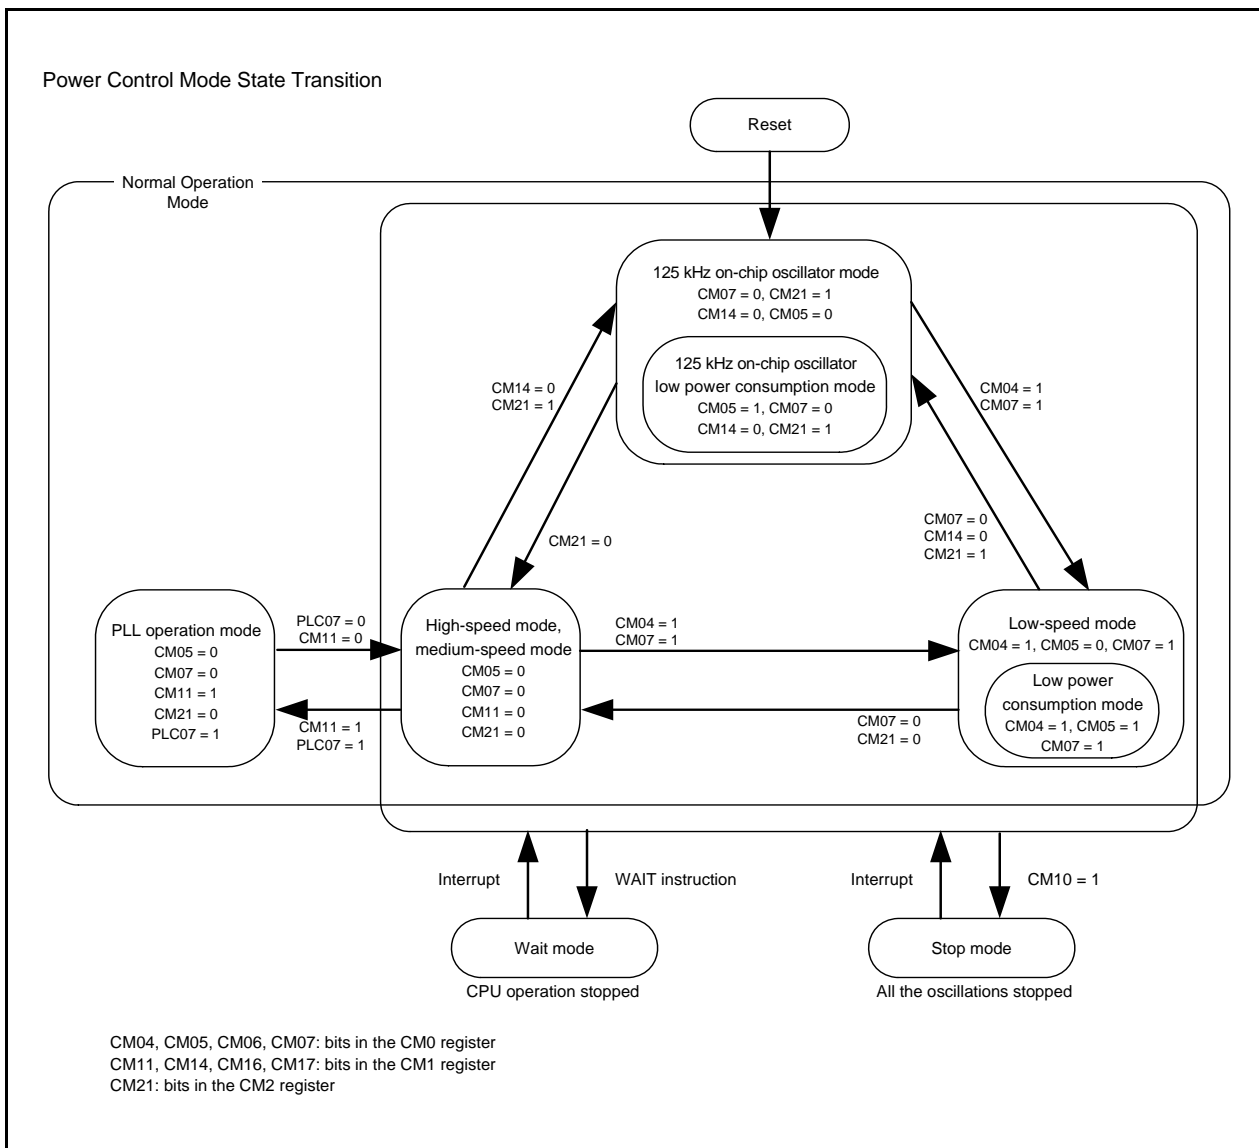 Power Control Mode State Transition
Reset
Normal Operation
Mode
125 kHz on-chip oscillator mode
CM07 = 0, CM21 = 1
CM14 = 0, CM05 = 0
125 kHz on-chip oscillator
low power consumption mode
CM05 = 1, CM07 = 0
CM14 = 0, CM21 = 1
CM14 = 0
CM21 = 1
CM04 = 1
CM07 = 1
CM21 = 0
CM07 = 0
CM14 = 0
CM21 = 1
PLL operation mode
CM05 = 0
CM07 = 0
CM11 = 1
CM21 = 0
PLC07 = 1
PLC07 = 0
CM11 = 0
CM11 = 1
PLC07 = 1
High-speed mode,
medium-speed mode
CM05 = 0
CM07 = 0
CM11 = 0
CM21 = 0
CM04 = 1
CM07 = 1
CM07 = 0
CM21 = 0
Low-speed mode
CM04 = 1, CM05 = 0, CM07 = 1
Low power
consumption mode
CM04 = 1, CM05 = 1
CM07 = 1
Interrupt
WAIT instruction
Interrupt
CM10 = 1
Wait mode
Stop mode
CPU operation stopped
All the oscillations stopped
CM04, CM05, CM06, CM07: bits in the CM0 register
CM11, CM14, CM16, CM17: bits in the CM1 register
CM21: bits in the CM2 register